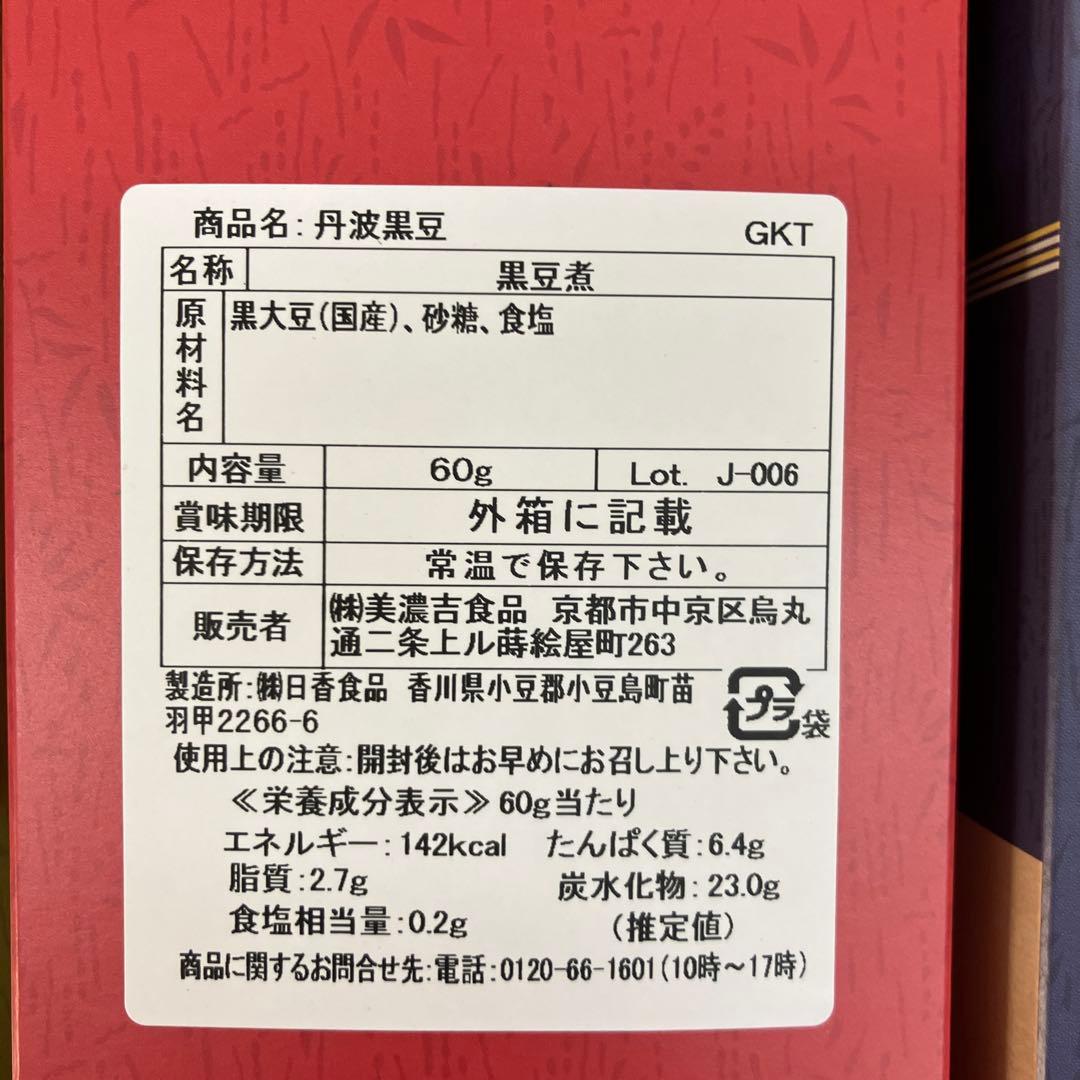 商品名：丹波黒豆 GKT
名称 黒豆煮
原材料名 黒大豆(国産)、砂糖、食塩
内容量 60g Lot. J-006
賞味期限 外箱に記載
保存方法 常温で保存下さい。
販売者 ㈱美濃吉食品 京都市中京区烏丸
通二条上ル蒔絵屋町263
製造所：㈱日香食品 香川県小豆郡小豆島町苗
羽甲2266-6
プラ 袋
使用上の注意：開封後はお早めにお召し上り下さい。
≪栄養成分表示≫60g当たり
エネルギー：142kcal たんぱく質：6.4g
脂質：2.7g 炭水化物：23.0g
食塩相当量：0.2g (推定値)
商品に関するお問合せ先：電話：0120-66-1601(10時～17時)